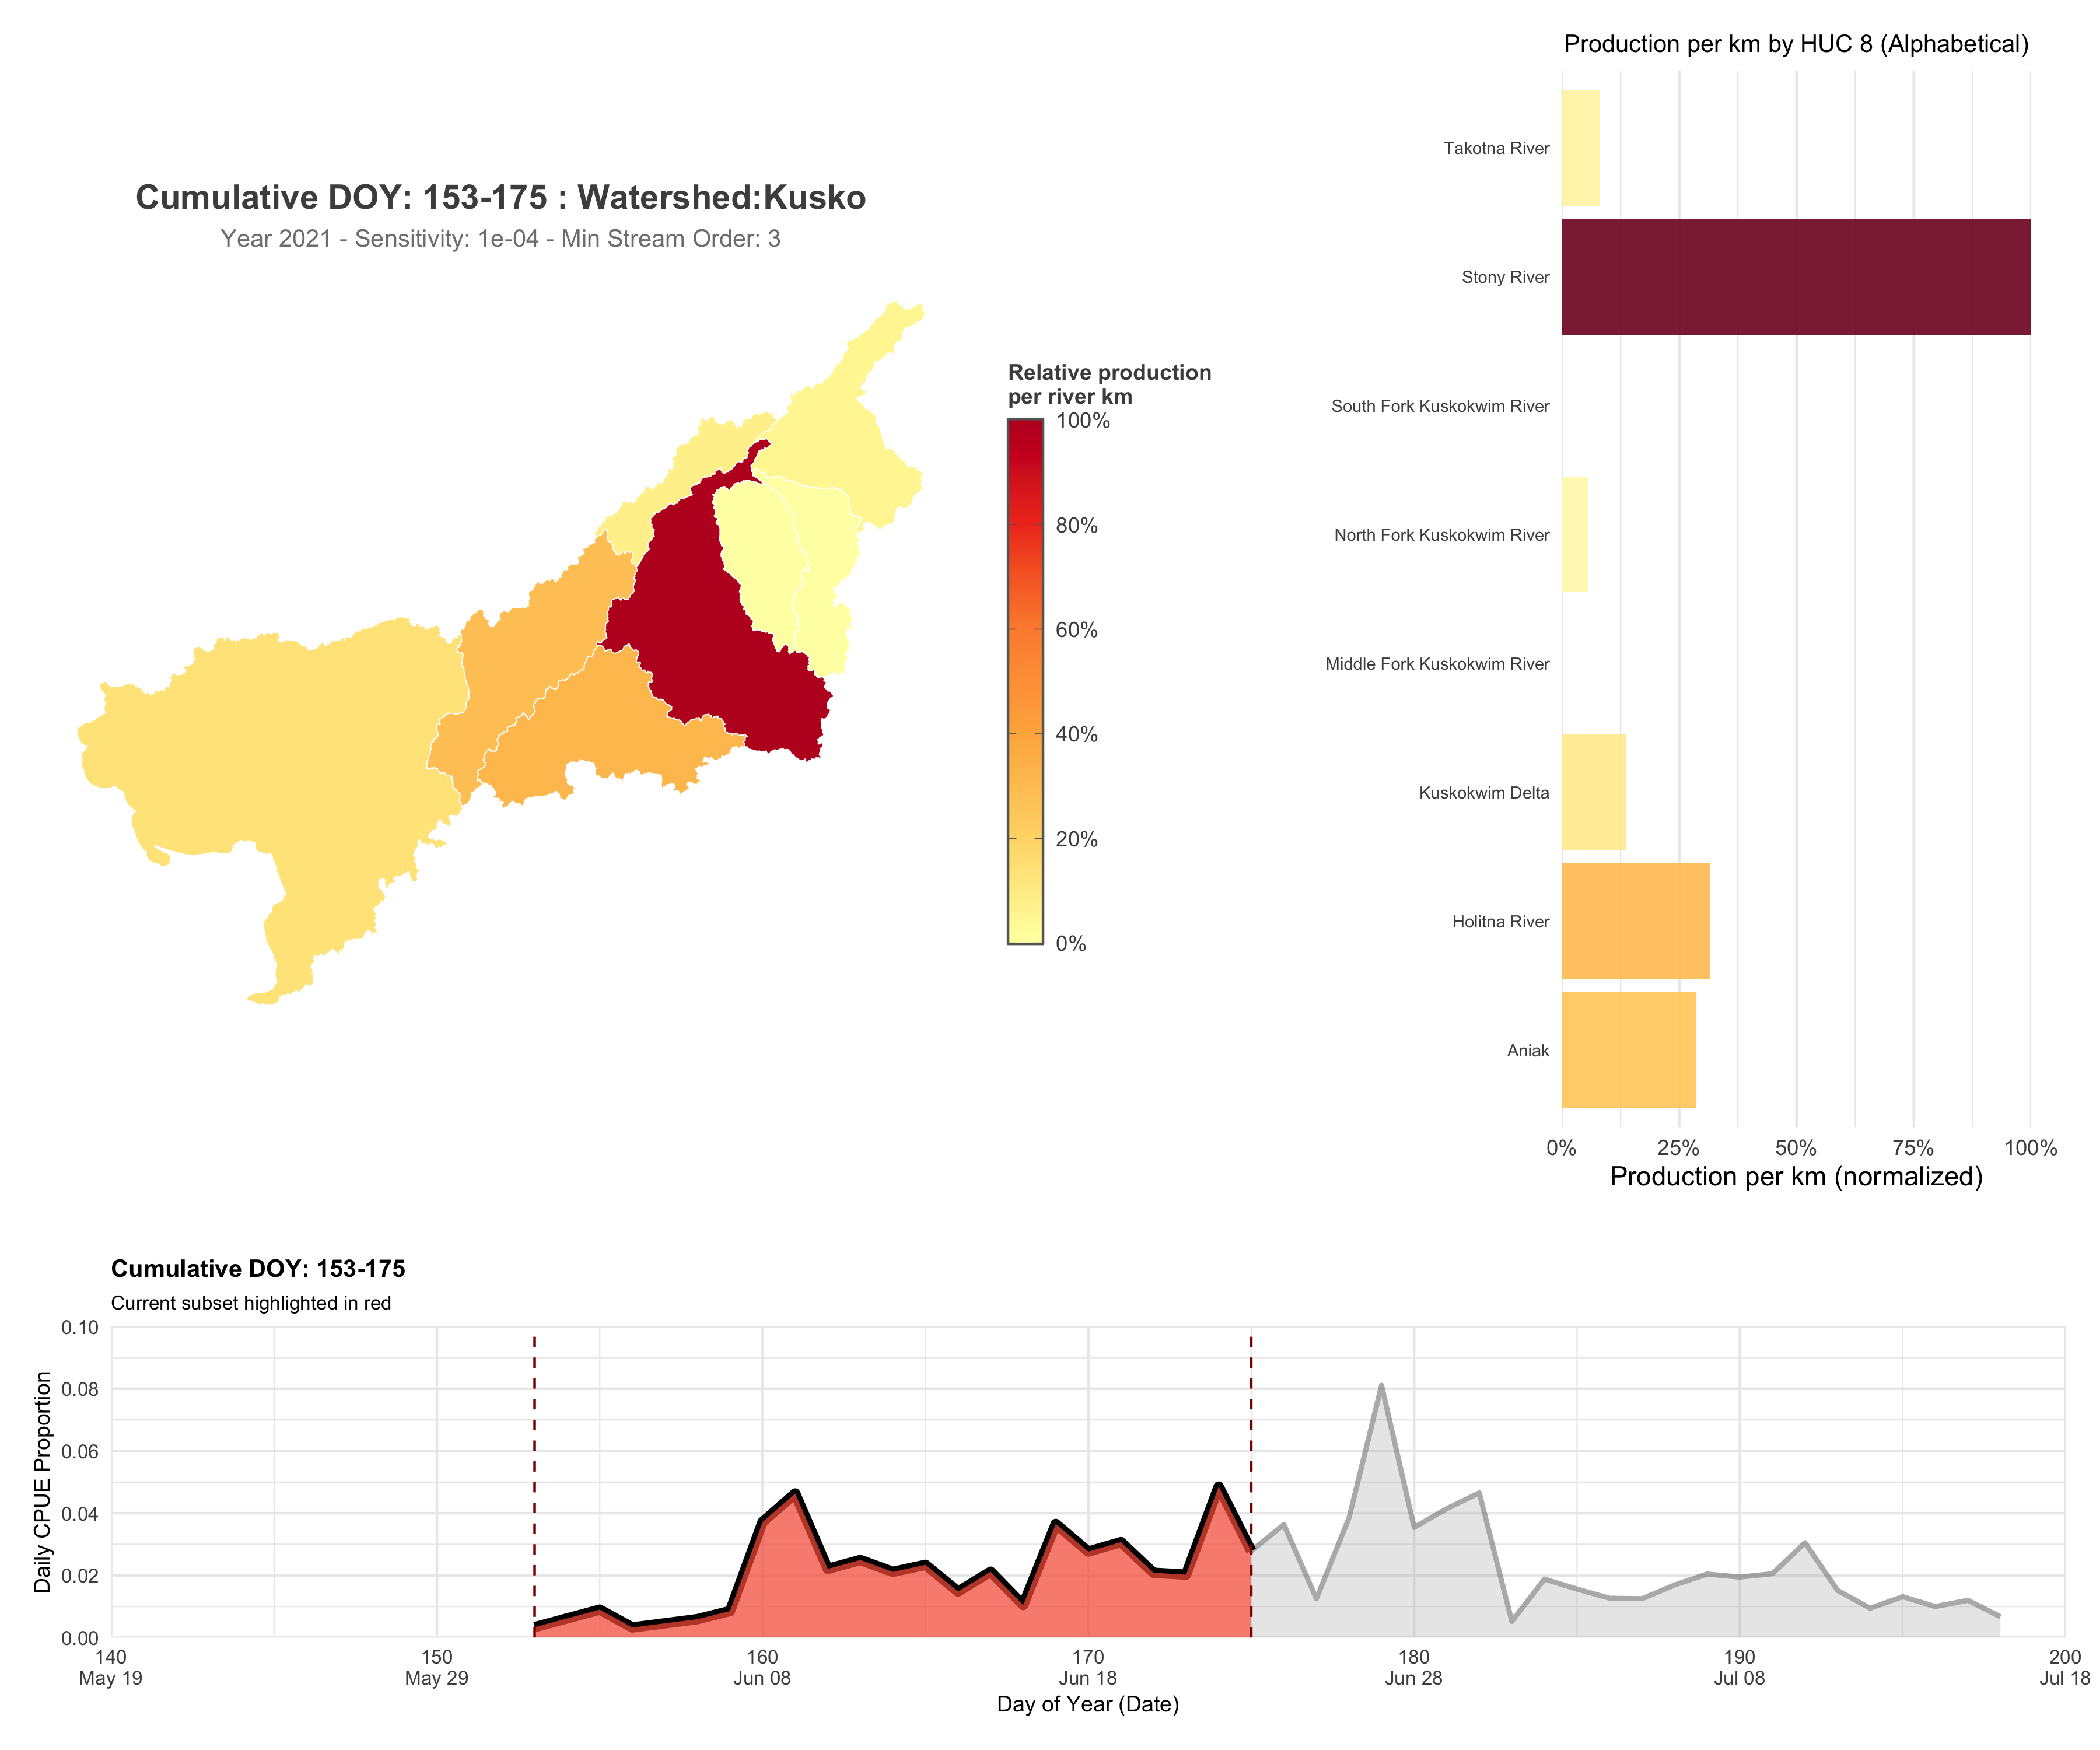 Production per km by HUC 8 (Alphabetical)
Takotna River
Stony River
South Fork Kuskokwim River
North Fork Kuskokwim River
Middle Fork Kuskokwim River
Kuskokwim Delta
Holitna River
Aniak
0% 25% 50% 75% 100%
Production per km (normalized)
Cumulative DOY: 153-175 : Watershed:Kusko
Year 2021 - Sensitivity: 1e-04 - Min Stream Order: 3
Relative production
per river km
100%
80%
60%
40%
20%
0%
Cumulative DOY: 153-175
Current subset highlighted in red
Daily CPUE Proportion
0.10
0.08
0.06
0.04
0.02
0.00
140 150 160 170 180 190 200
May 19 May 29 Jun 08 Jun 18 Jun 28 Jul 08 Jul 18
Day of Year (Date)